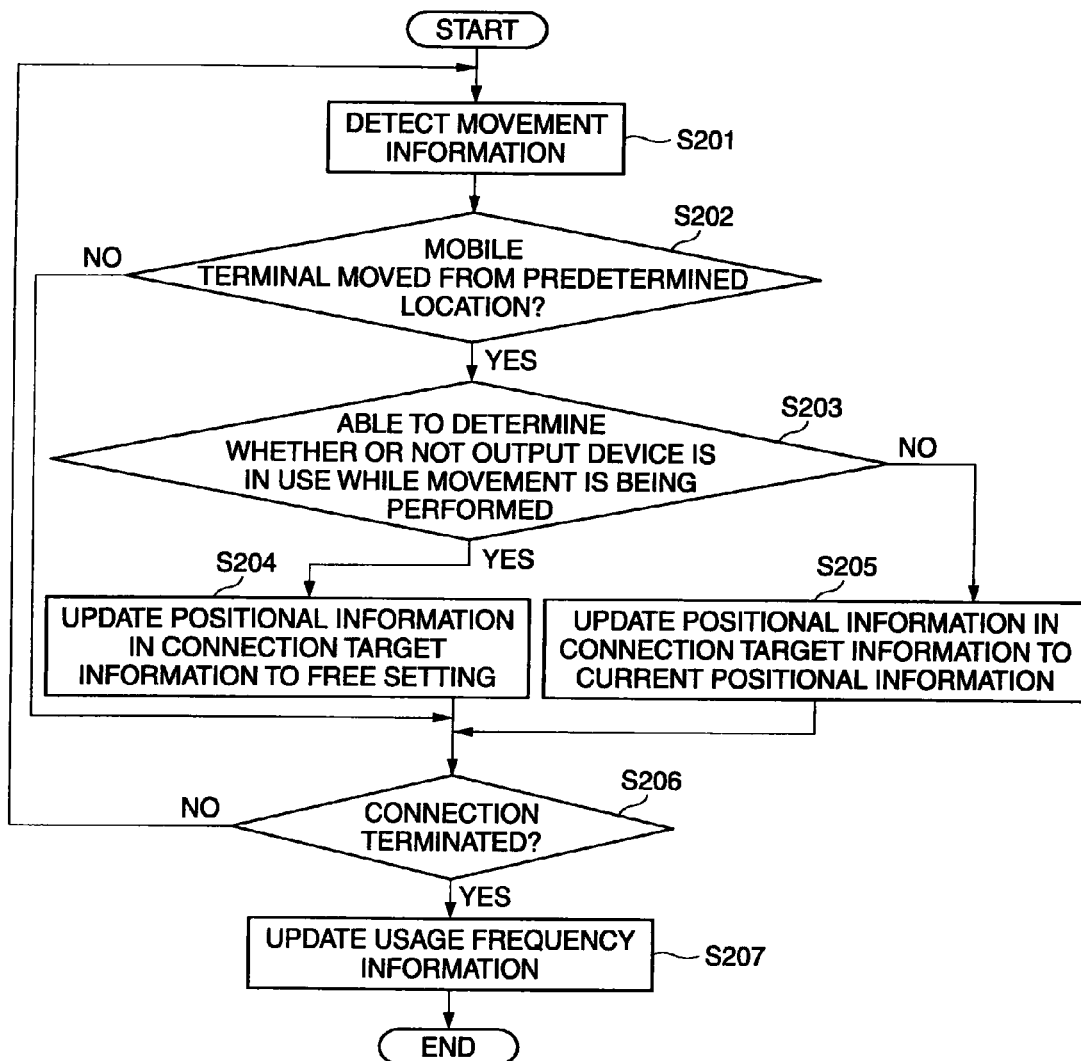 START
DETECT MOVEMENT
INFORMATION
S201
S202
NO
MOBILE
TERMINAL MOVED FROM PREDETERMINED
LOCATION?
YES
S203
ABLE TO DETERMINE
WHETHER OR NOT OUTPUT DEVICE IS
IN USE WHILE MOVEMENT IS BEING
PERFORMED
NO
YES
S204
UPDATE POSITIONAL INFORMATION
IN CONNECTION TARGET
INFORMATION TO FREE SETTING
S205
UPDATE POSITIONAL INFORMATION IN
CONNECTION TARGET INFORMATION TO
CURRENT POSITIONAL INFORMATION
S206
NO
CONNECTION
TERMINATED?
YES
UPDATE USAGE FREQUENCY
INFORMATION
S207
END